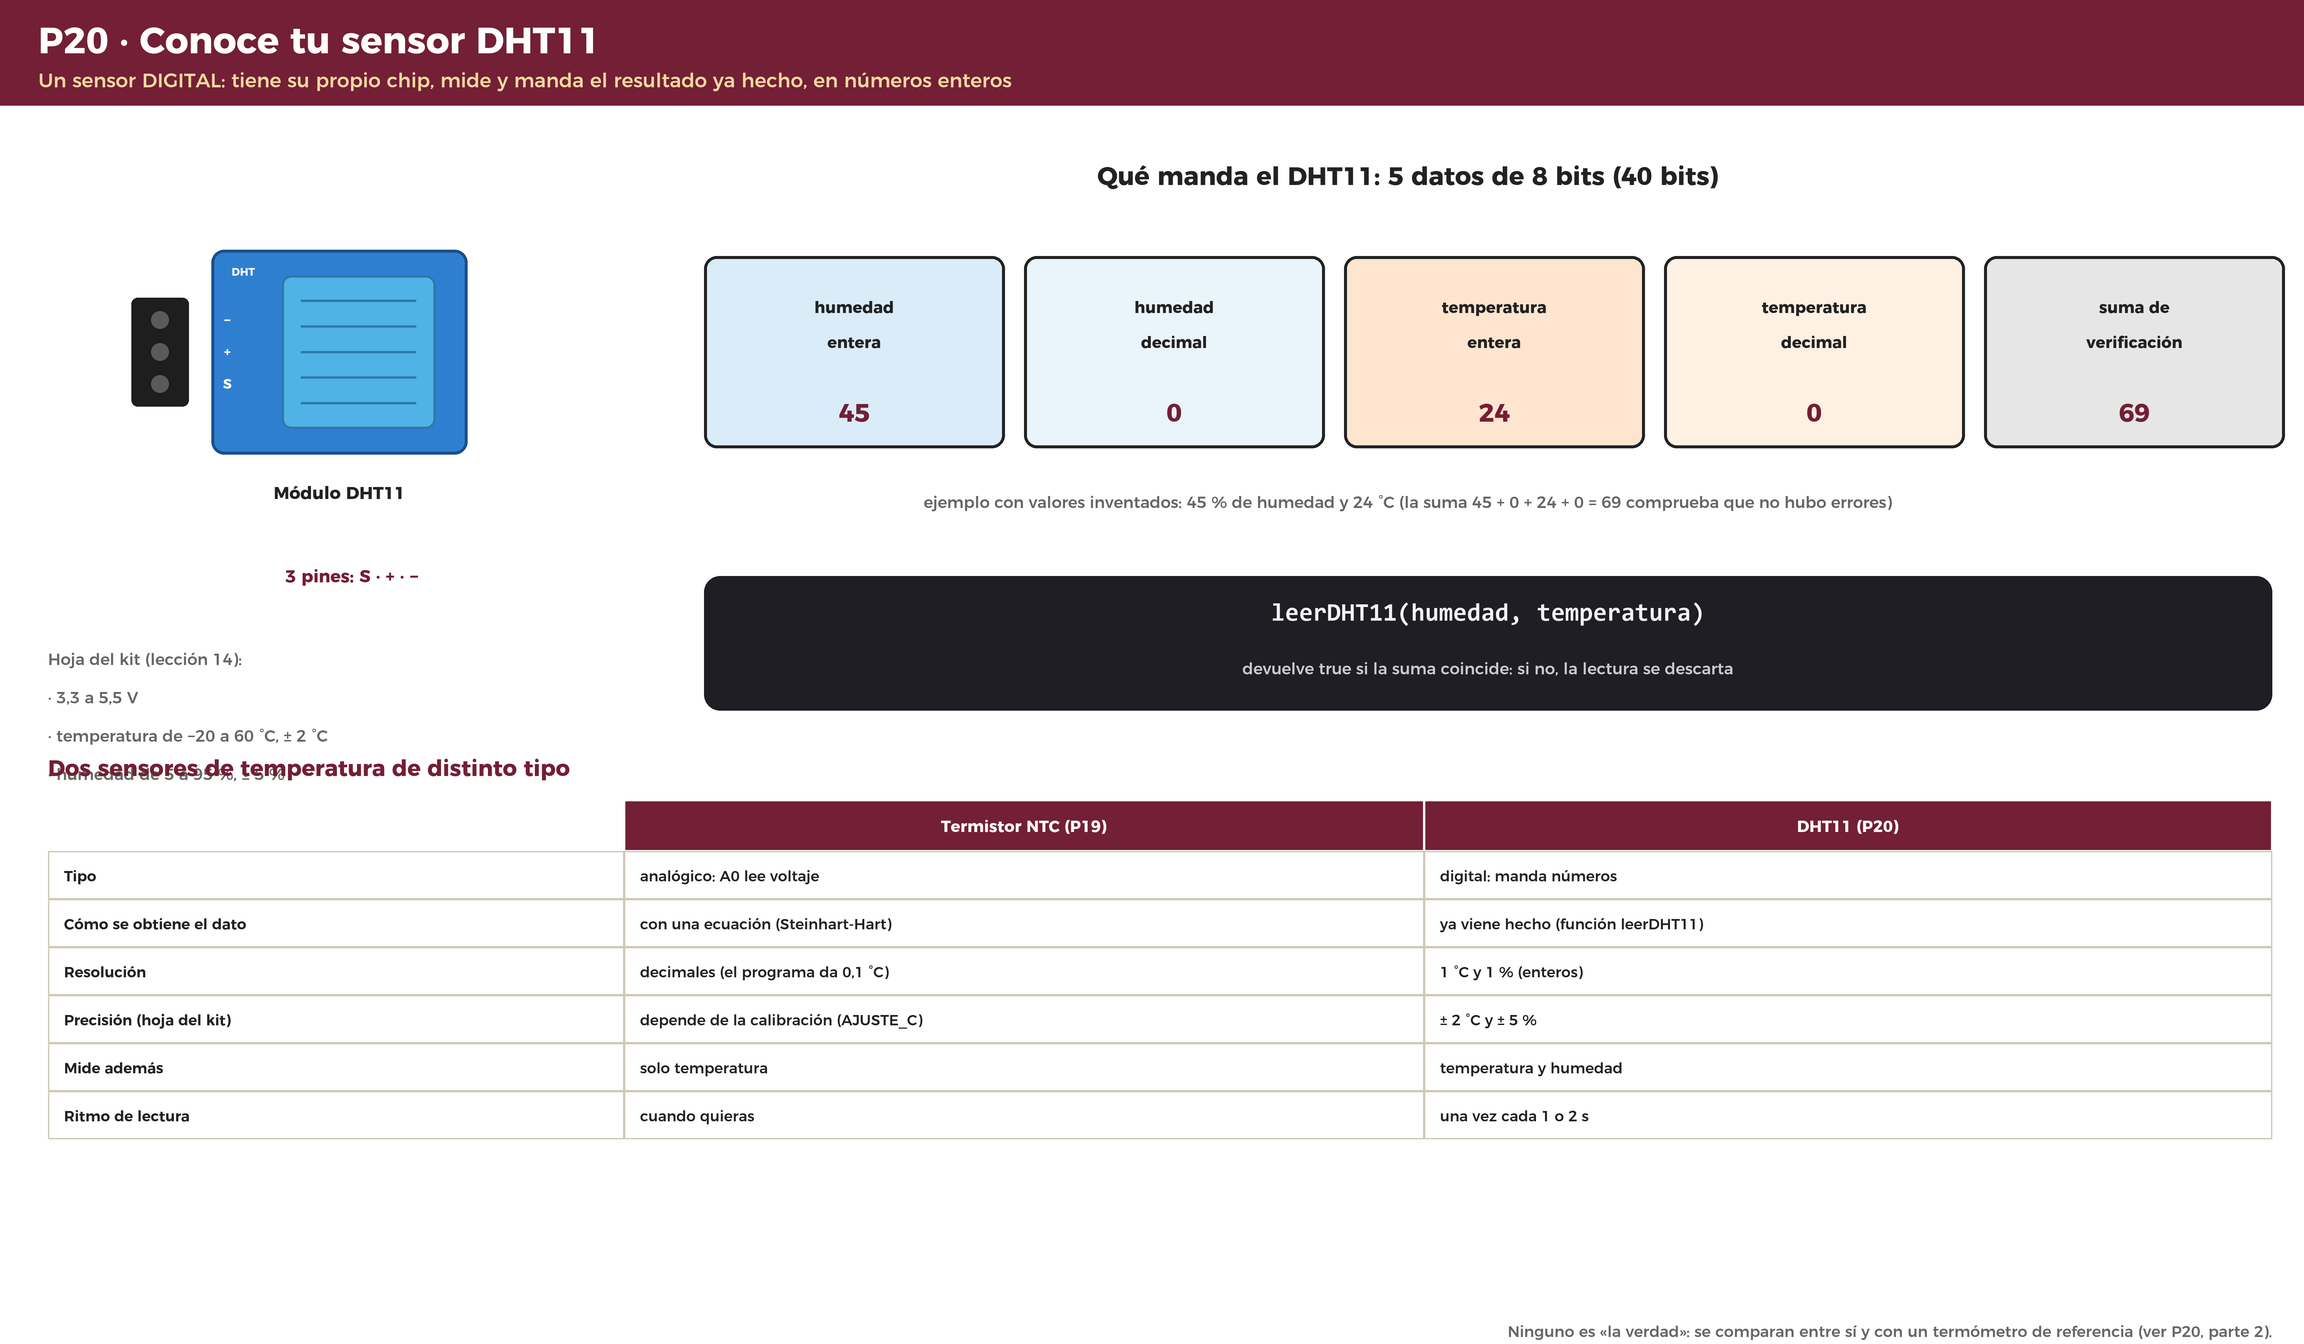 P20 · Conoce tu sensor DHT11
Un sensor DIGITAL: tiene su propio chip, mide y manda el resultado ya hecho, en números enteros
Qué manda el DHT11: 5 datos de 8 bits (40 bits)
DHT
−
+
S
Módulo DHT11
3 pines: S · + · −
Hoja del kit (lección 14):
· 3,3 a 5,5 V
· temperatura de −20 a 60 °C, ± 2 °C
· humedad de 5 a 95 %, ± 5 %
humedad
entera
45
humedad
decimal
0
temperatura
entera
24
temperatura
decimal
0
suma de
verificación
69
ejemplo con valores inventados: 45 % de humedad y 24 °C (la suma 45 + 0 + 24 + 0 = 69 comprueba que no hubo errores)
leerDHT11(humedad, temperatura)
devuelve true si la suma coincide: si no, la lectura se descarta
Dos sensores de temperatura de distinto tipo
Termistor NTC (P19) DHT11 (P20)
Tipo analógico: A0 lee voltaje digital: manda números
Cómo se obtiene el dato con una ecuación (Steinhart-Hart) ya viene hecho (función leerDHT11)
Resolución decimales (el programa da 0,1 °C) 1 °C y 1 % (enteros)
Precisión (hoja del kit) depende de la calibración (AJUSTE_C) ± 2 °C y ± 5 %
Mide además solo temperatura temperatura y humedad
Ritmo de lectura cuando quieras una vez cada 1 o 2 s
Ninguno es «la verdad»: se comparan entre sí y con un termómetro de referencia (ver P20, parte 2).